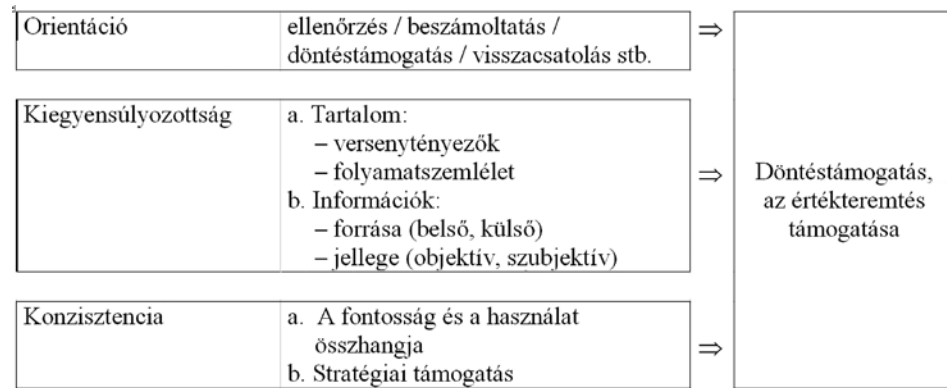 Orientáció
ellenőrzés / beszámoltatás /
döntéstámogatás / visszacsatolás stb.
⇒
Kiegyensúlyozottság
a. Tartalom:
– versenytényezők
– folyamatszemlélet
b. Információk:
– forrása (belső, külső)
– jellege (objektív, szubjektív)
⇒
Konzisztencia
a. A fontosság és a használat
összhangja
b. Stratégiai támogatás
⇒
Döntéstámogatás,
az értékteremtés
támogatása